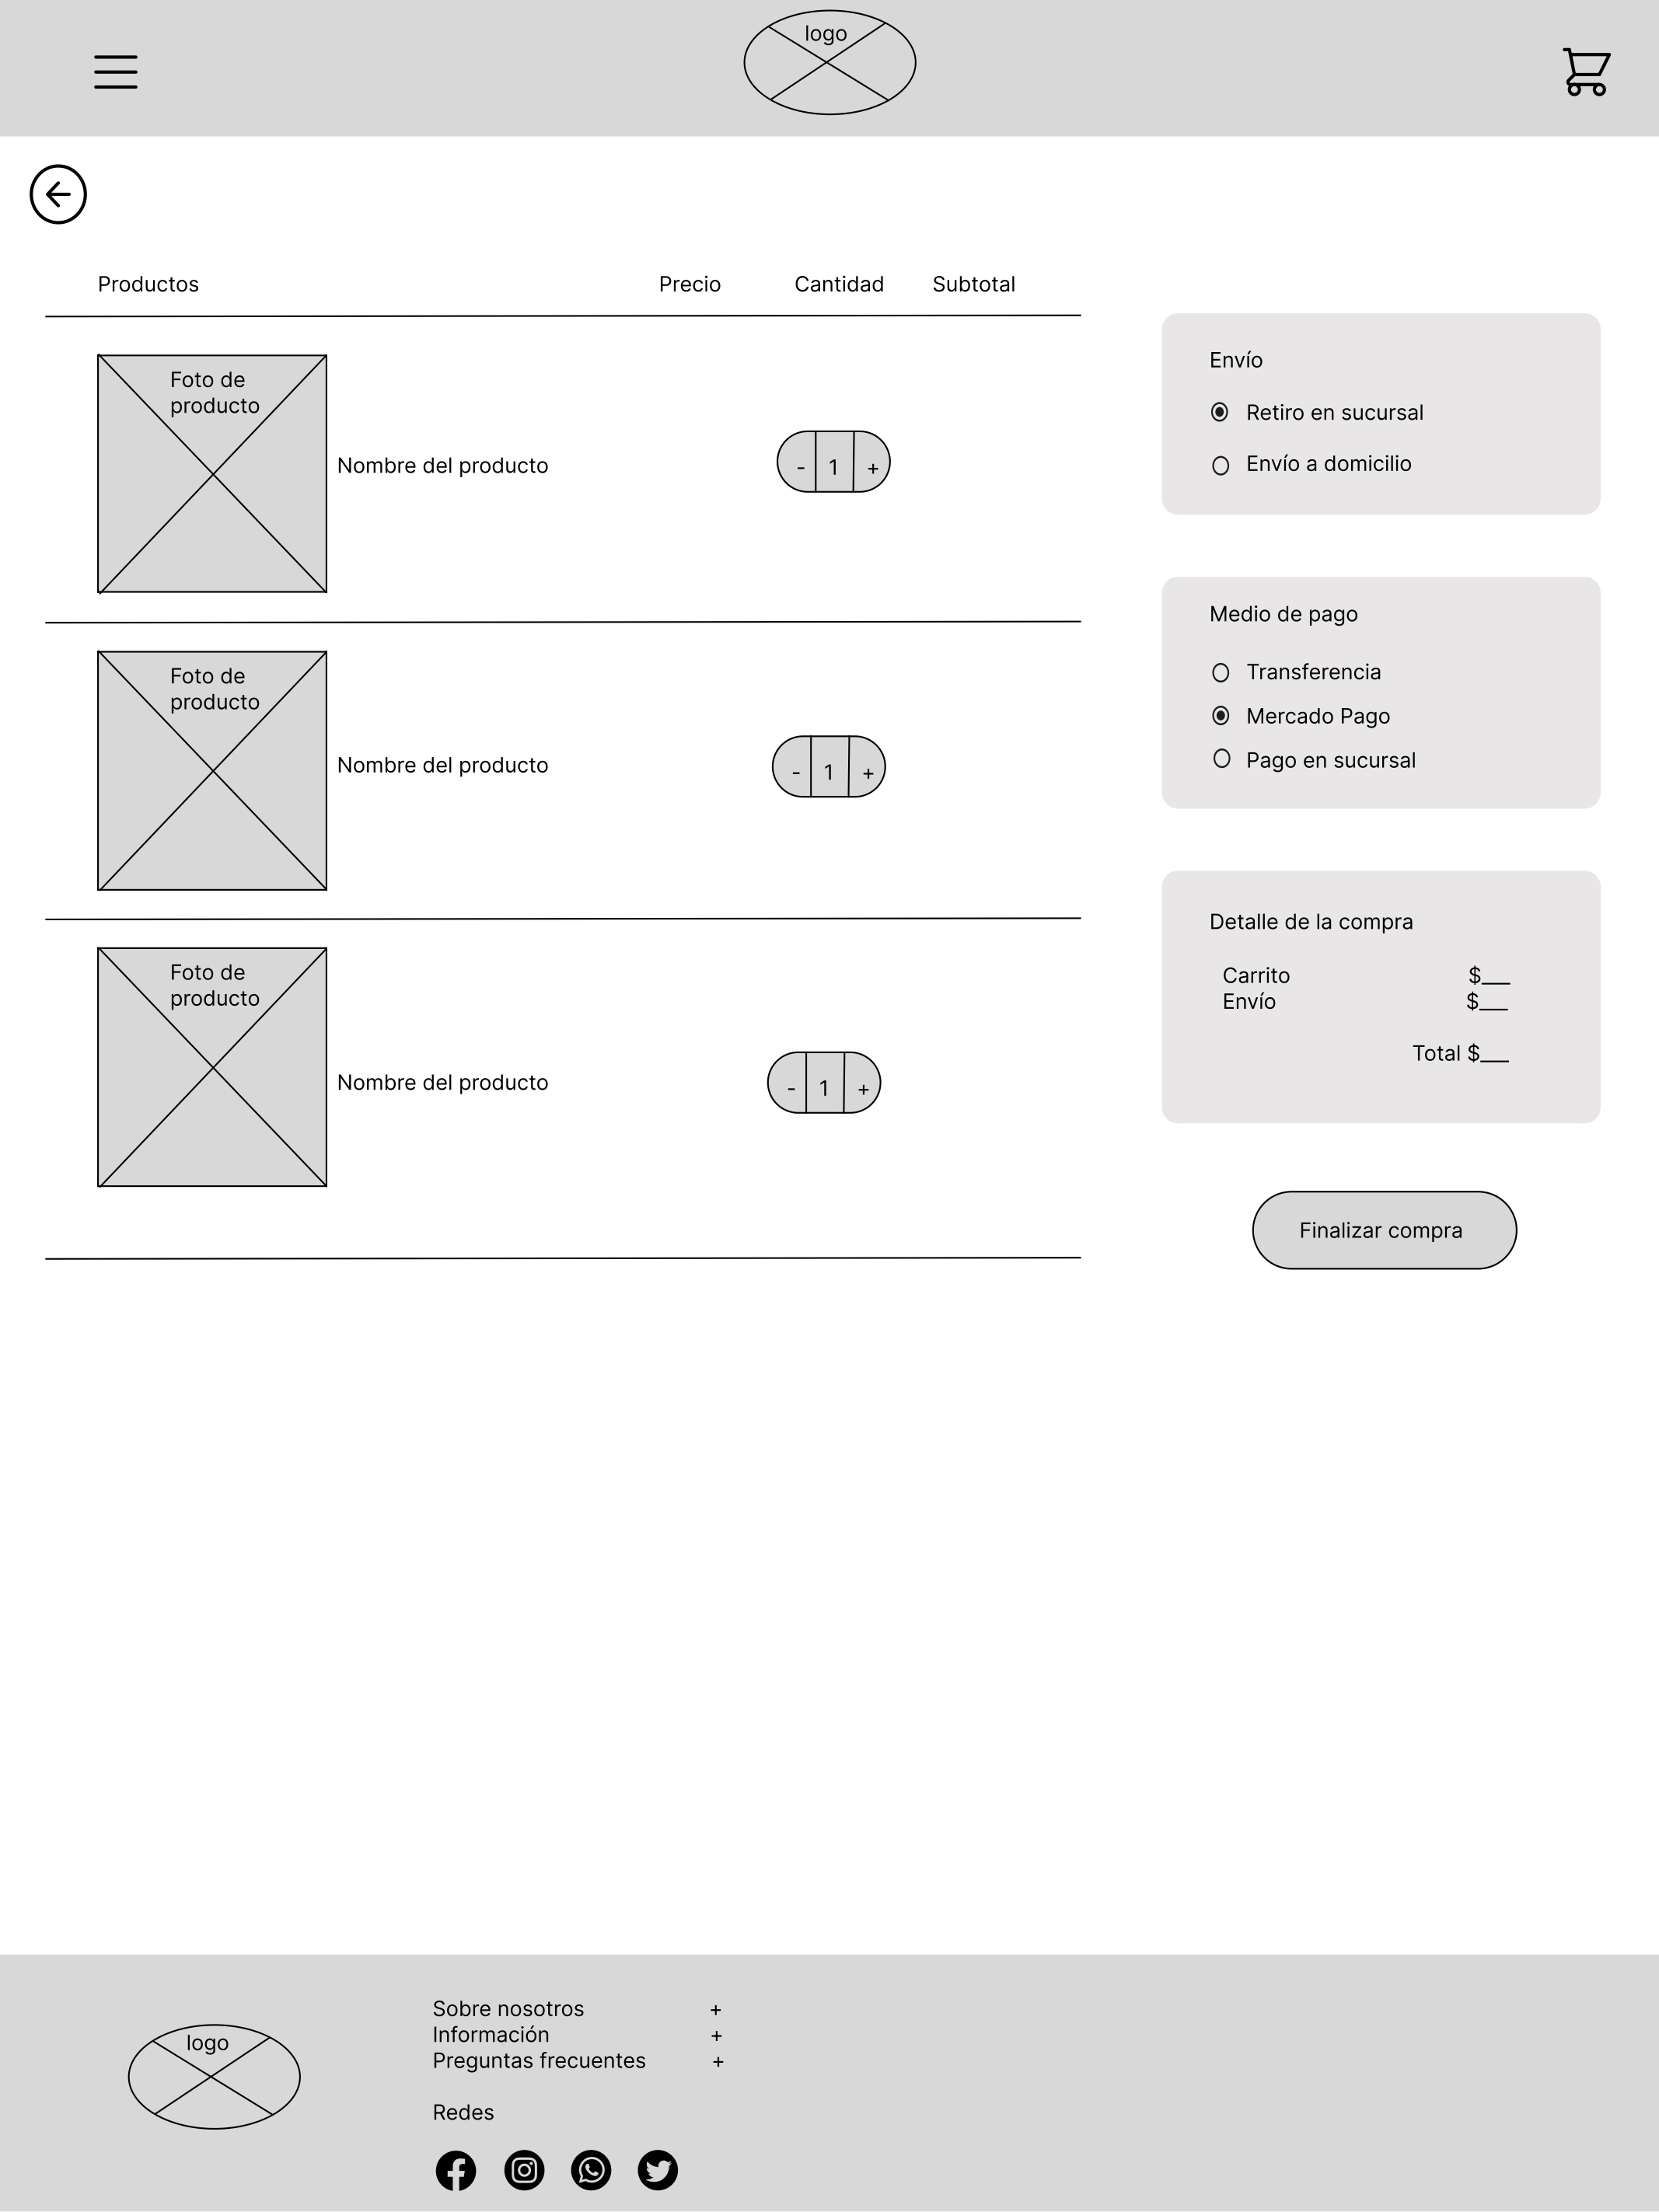 logo
Productos Precio Cantidad Subtotal
Foto de
producto
Nombre del producto
- 1 +
Foto de
producto
Nombre del producto
- 1 +
Foto de
producto
Nombre del producto
- 1 +
Envío
Retiro en sucursal
Envío a domicilio
Medio de pago
Transferencia
Mercado Pago
Pago en sucursal
Detalle de la compra
Carrito $___
Envío $___
Total $___
Finalizar compra
logo
Sobre nosotros +
Información +
Preguntas frecuentes +
Redes